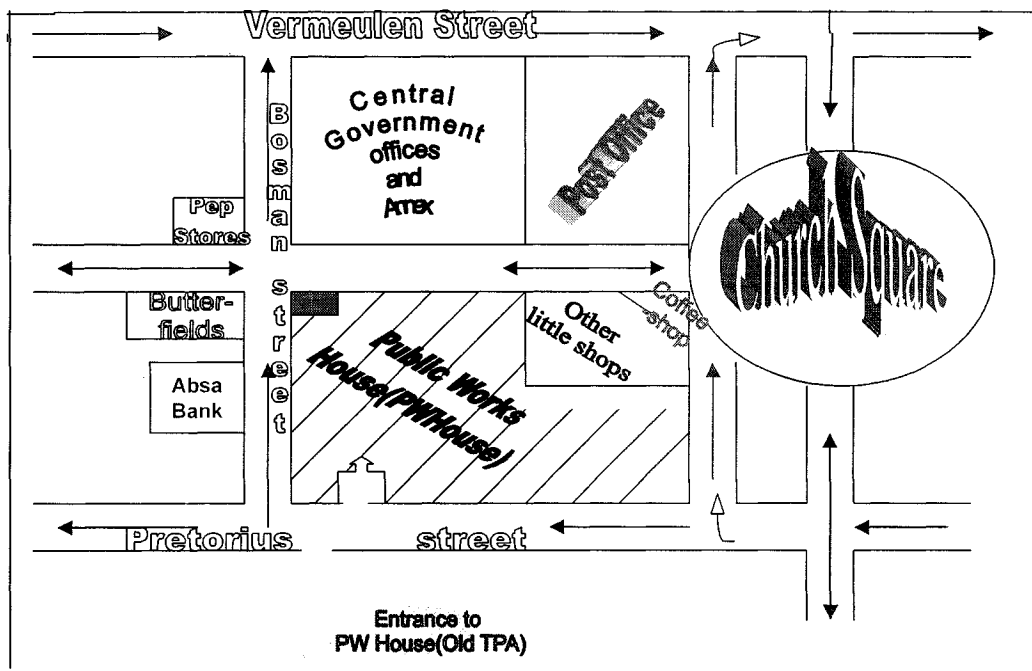 Vermeulen Street
Central
Government
offices
and
Annex
Post Office
Bosman street
Pep
Stores
Church Square
Butter-
fields
Coffee
-shop
Other
little shops
Public Works
House(PWHouse)
Absa
Bank
Pretorius street
Entrance to
PW House(Old TPA)